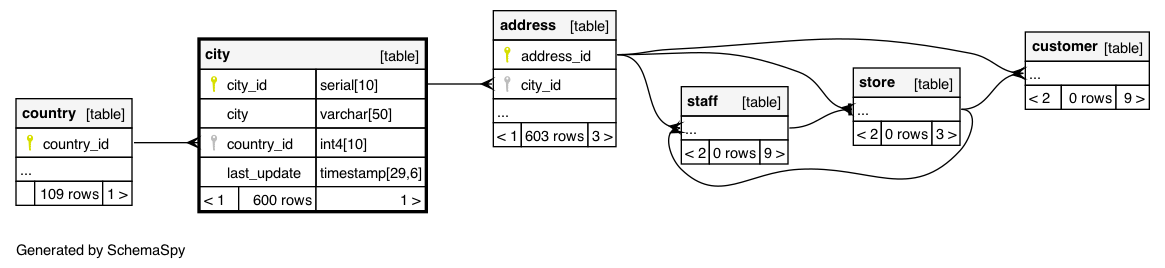 country [table]
country_id
...
109 rows 1 >
city [table]
city_id serial[10]
city varchar[50]
country_id int4[10]
last_update timestamp[29,6]
< 1 600 rows 1 >
address [table]
address_id
city_id
...
< 1 603 rows 3 >
staff [table]
...
< 2 0 rows 9 >
store [table]
...
< 2 0 rows 3 >
customer [table]
...
< 2 0 rows 9 >
Generated by SchemaSpy